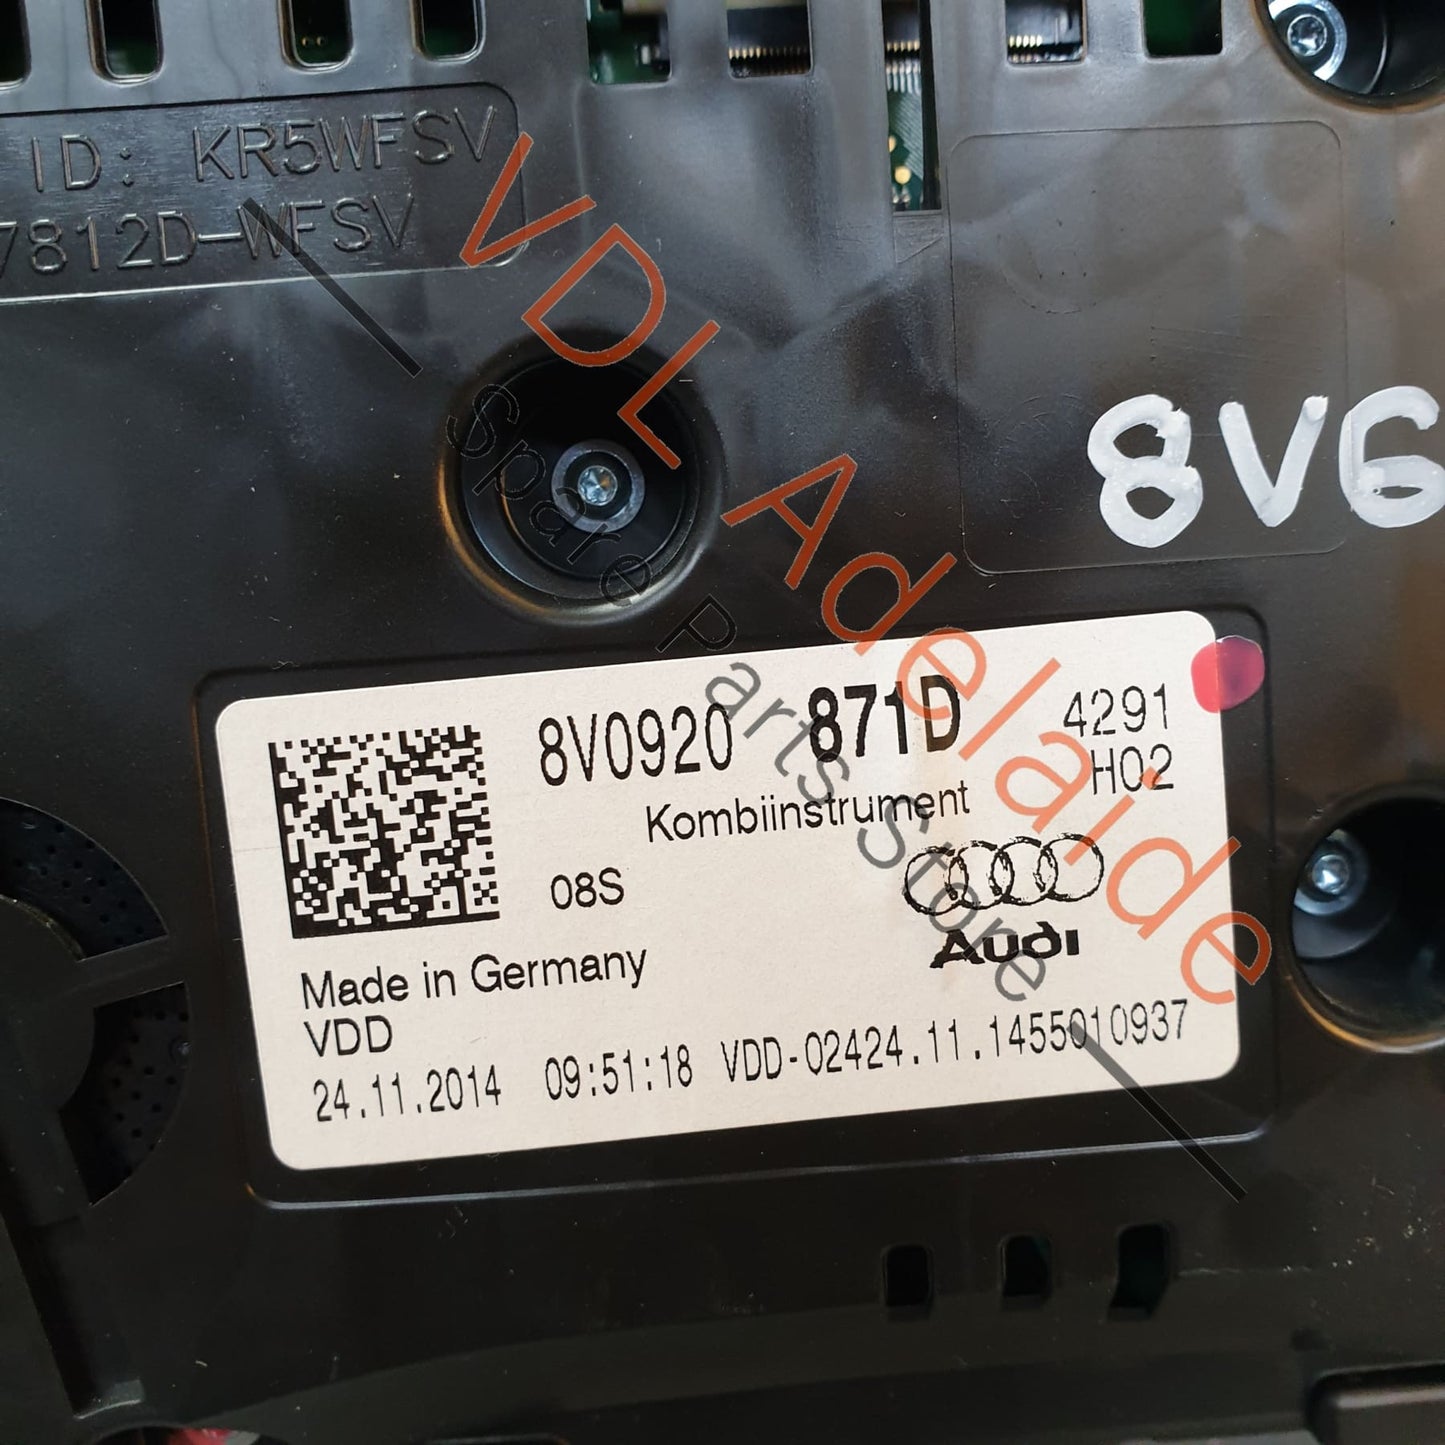 ID: KR5WFSV
7812D-WFSV
VDL Adelaide
Spare Parts Store
8V6
8V0920 871D 4291
H02
Kombiinstrument
08S
Audi
Made in Germany
VDD
24.11.2014 09:51:18 VDD-02424.11.1455010937